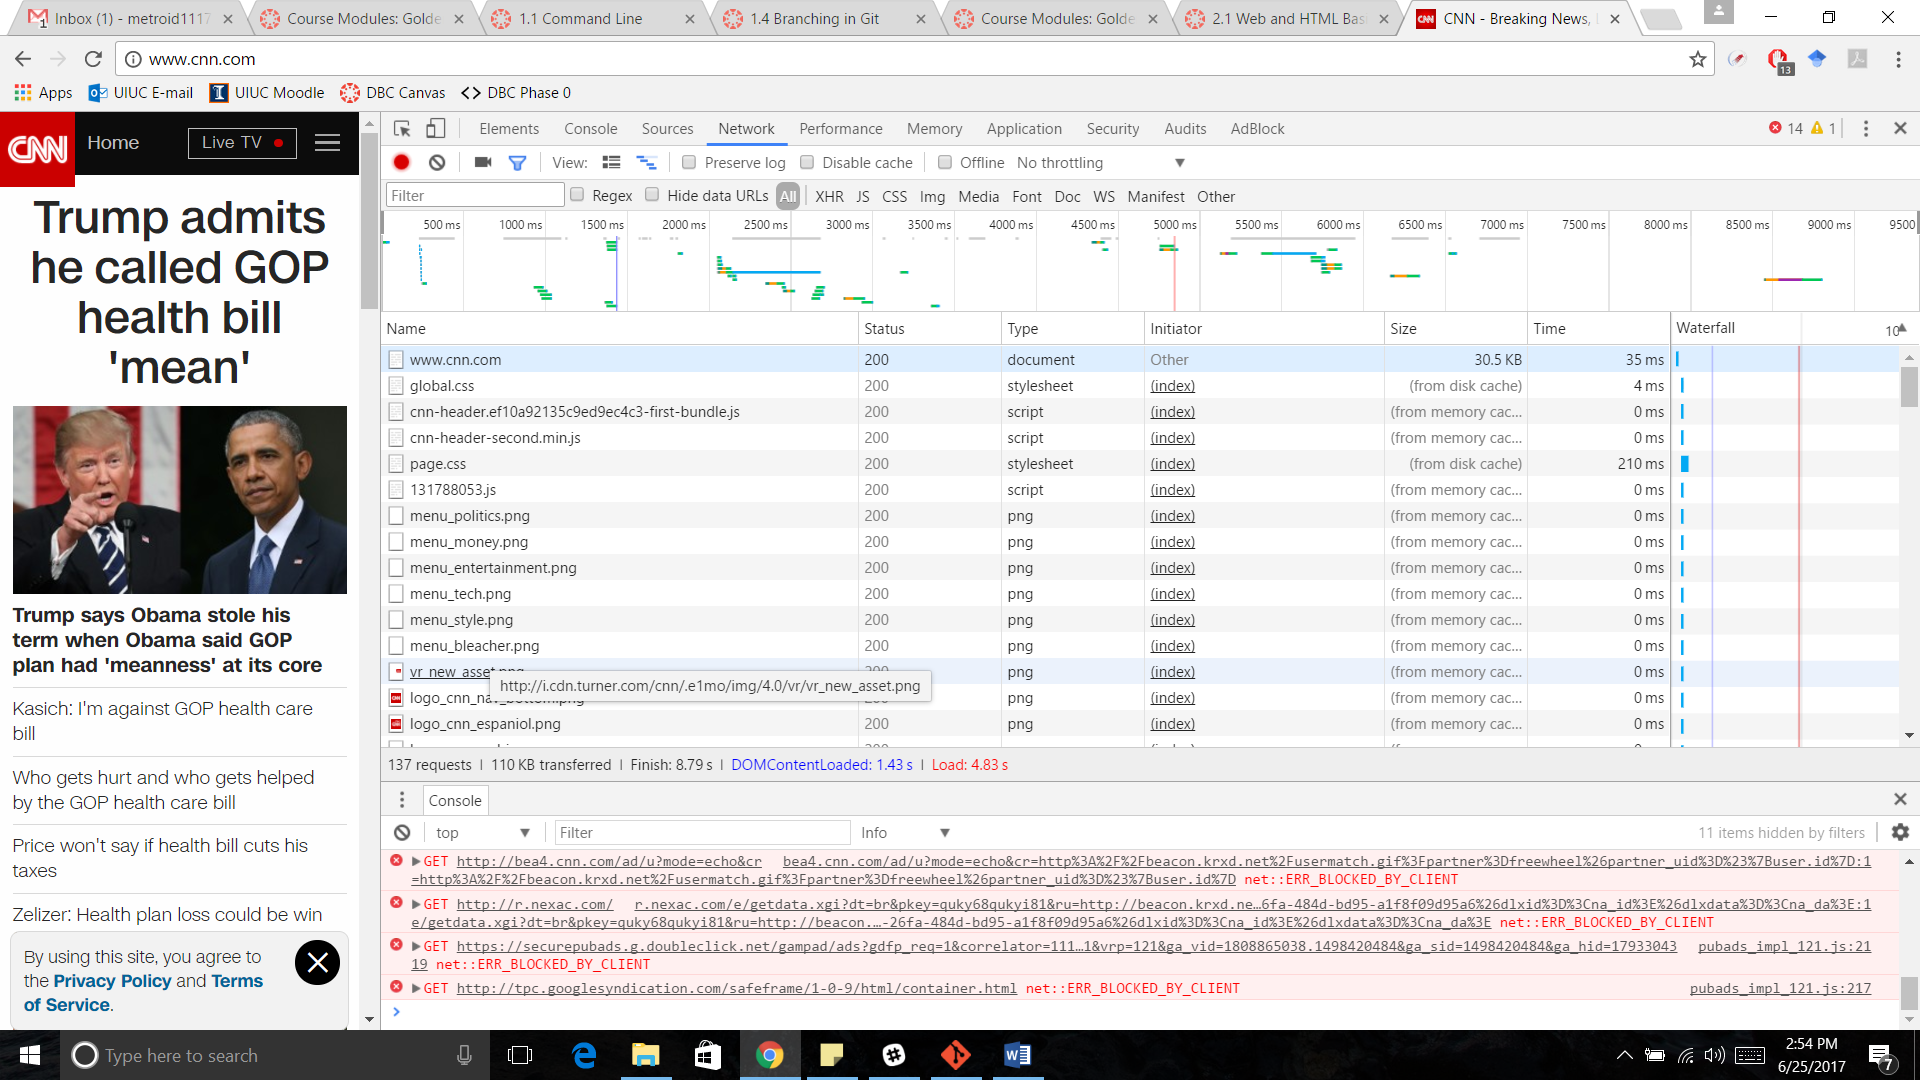 Inbox (1) - metroid1117
Course Modules: Golde
1.1 Command Line
1.4 Branching in Git
Course Modules: Golde
2.1 Web and HTML Bas
CNN - Breaking News,
www.cnn.com
13
Apps
UIUC E-mail
UIUC Moodle
DBC Canvas
DBC Phase 0
CNN
Home
Live TV
Trump admits
he called GOP
health bill
'mean'
Trump says Obama stole his
term when Obama said GOP
plan had 'meanness' at its core
Kasich: I'm against GOP health care
bill
Who gets hurt and who gets helped
by the GOP health care bill
Price won't say if health bill cuts his
taxes
Zelizer: Health plan loss could be win
By using this site, you agree to
the Privacy Policy and Terms
of Service.
Elements Console Sources Network Performance Memory Application Security Audits AdBlock
14 1
View: Preserve log Disable cache Offline No throttling
Filter Regex Hide data URLs All XHR JS CSS Img Media Font Doc WS Manifest Other
500 ms 1000 ms 1500 ms 2000 ms 2500 ms 3000 ms 3500 ms 4000 ms 4500 ms 5000 ms 5500 ms 6000 ms 6500 ms 7000 ms 7500 ms 8000 ms 8500 ms 9000 ms 9500
Name Status Type Initiator Size Time Waterfall 10
www.cnn.com 200 document Other 30.5 KB 35 ms
global.css 200 stylesheet (index) (from disk cache) 4 ms
cnn-header.ef10a92135c9ed9ec4c3-first-bundle.js 200 script (index) (from memory cac... 0 ms
cnn-header-second.min.js 200 script (index) (from memory cac... 0 ms
page.css 200 stylesheet (index) (from disk cache) 210 ms
131788053.js 200 script (index) (from memory cac... 0 ms
menu_politics.png 200 png (index) (from memory cac... 0 ms
menu_money.png 200 png (index) (from memory cac... 0 ms
menu_entertainment.png 200 png (index) (from memory cac... 0 ms
menu_tech.png 200 png (index) (from memory cac... 0 ms
menu_style.png 200 png (index) (from memory cac... 0 ms
menu_bleacher.png 200 png (index) (from memory cac... 0 ms
vr_new_asset.png 200 png (index) (from memory cac... 0 ms
http://i.cdn.turner.com/cnn/.e1mo/img/4.0/vr/vr_new_asset.png
logo_cnn_nav_bottom.png 200 png (index) (from memory cac... 0 ms
logo_cnn_espaniol.png 200 png (index) (from memory cac... 0 ms
137 requests | 110 KB transferred | Finish: 8.79 s | DOMContentLoaded: 1.43 s | Load: 4.83 s
Console
top Filter Info 11 items hidden by filters
GET http://bea4.cnn.com/ad/u?mode=echo&cr bea4.cnn.com/ad/u?mode=echo&cr=http%3A%2F%2Fbeacon.krxd.net%2Fusermatch.gif%3Fpartner%3Dfreewheel%26partner_uid%3D%23%7Buser.id%7D:1
=http%3A%2F%2Fbeacon.krxd.net%2Fusermatch.gif%3Fpartner%3Dfreewheel%26partner_uid%3D%23%7Buser.id%7D net::ERR_BLOCKED_BY_CLIENT
GET http://r.nexac.com/ r.nexac.com/e/getdata.xgi?dt=br&pkey=quky68qukyi81&ru=http://beacon.krxd.ne…6fa-484d-bd95-a1f8f09d95a6%26dlxid%3D%3Cna_id%3E%26dlxdata%3D%3Cna_da%3E:1
e/getdata.xgi?dt=br&pkey=quky68qukyi81&ru=http://beacon.…-26fa-484d-bd95-a1f8f09d95a6%26dlxid%3D%3Cna_id%3E%26dlxdata%3D%3Cna_da%3E net::ERR_BLOCKED_BY_CLIENT
GET https://securepubads.g.doubleclick.net/gampad/ads?gdfp_req=1&correlator=111…1&vrp=121&ga_vid=1808865038.1498420484&ga_sid=1498420484&ga_hid=17933043 pubads_impl_121.js:21
19 net::ERR_BLOCKED_BY_CLIENT
GET http://tpc.googlesyndication.com/safeframe/1-0-9/html/container.html net::ERR_BLOCKED_BY_CLIENT pubads_impl_121.js:217
Type here to search
2:54 PM
6/25/2017
7